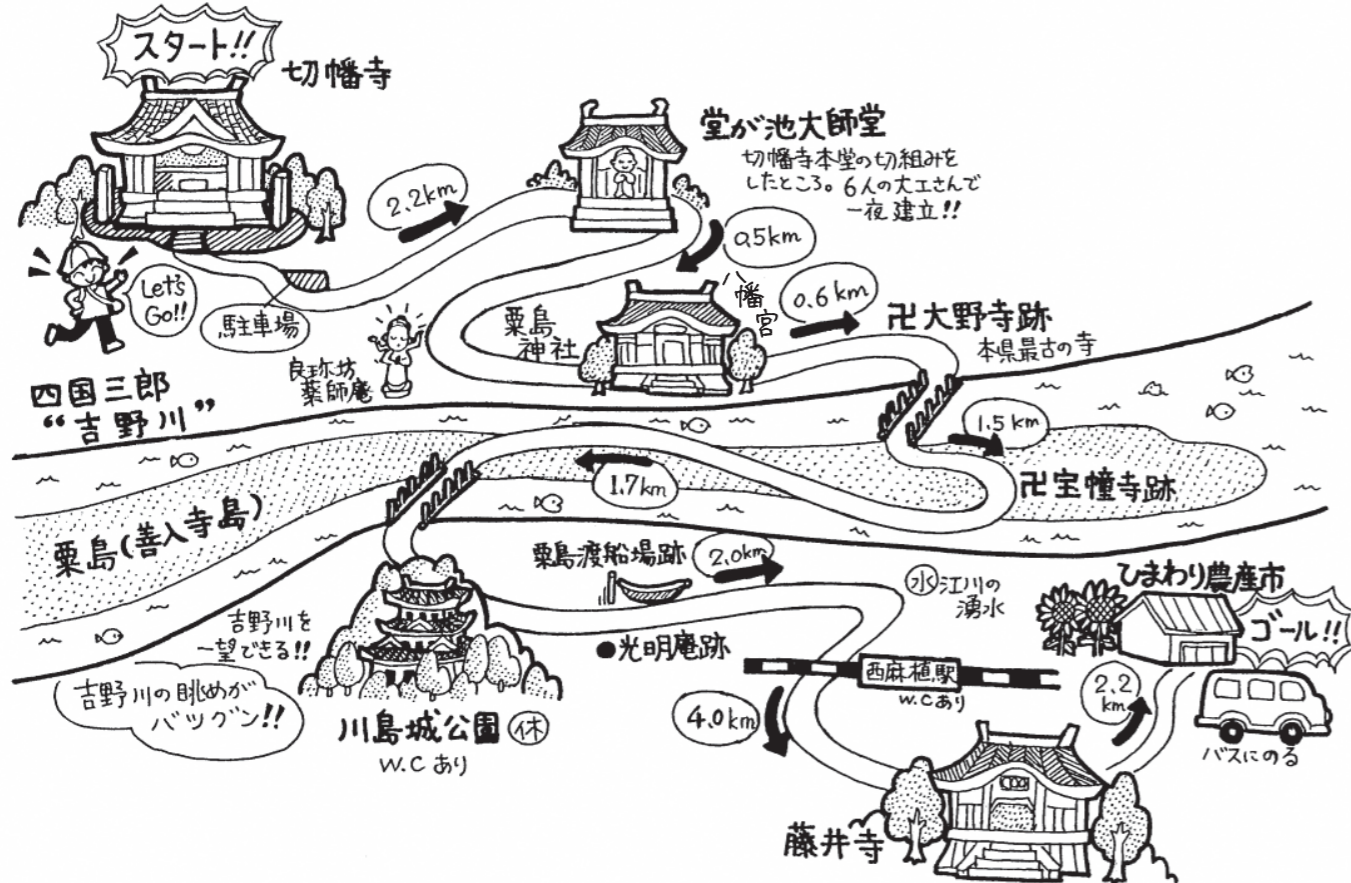 スタート!!
切幡寺
堂が池大師堂
切幡寺本堂の切組みを
したところ。6人の大工さんで
一夜建立!!
2.2km
0.5km
Let's
Go!!
駐車場
八幡宮
0.6km
粟島
神社
卍大野寺跡
本県最古の寺
良珎坊
薬師庵
四国三郎
“吉野川”
1.5km
1.7km
卍宝幢寺跡
粟島(善入寺島)
粟島渡船場跡
2.0km
㊌江川の
湧水
ひまわり農産市
ゴール!!
吉野川を
一望できる!!
●光明庵跡
西麻植駅
W.Cあり
吉野川の眺めが
バツグン!!
川島城公園 ㊡
W.Cあり
4.0km
2.2
km
バスにのる
藤井寺